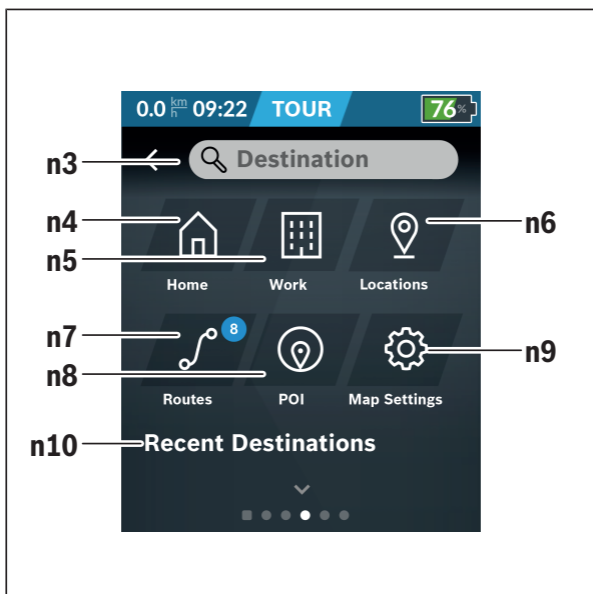 0.0 km/h 09:22 TOUR 76%
n3 Destination
n4 n6
n5
Home Work Locations
n7 8
n8 n9
Routes POI Map Settings
n10 Recent Destinations